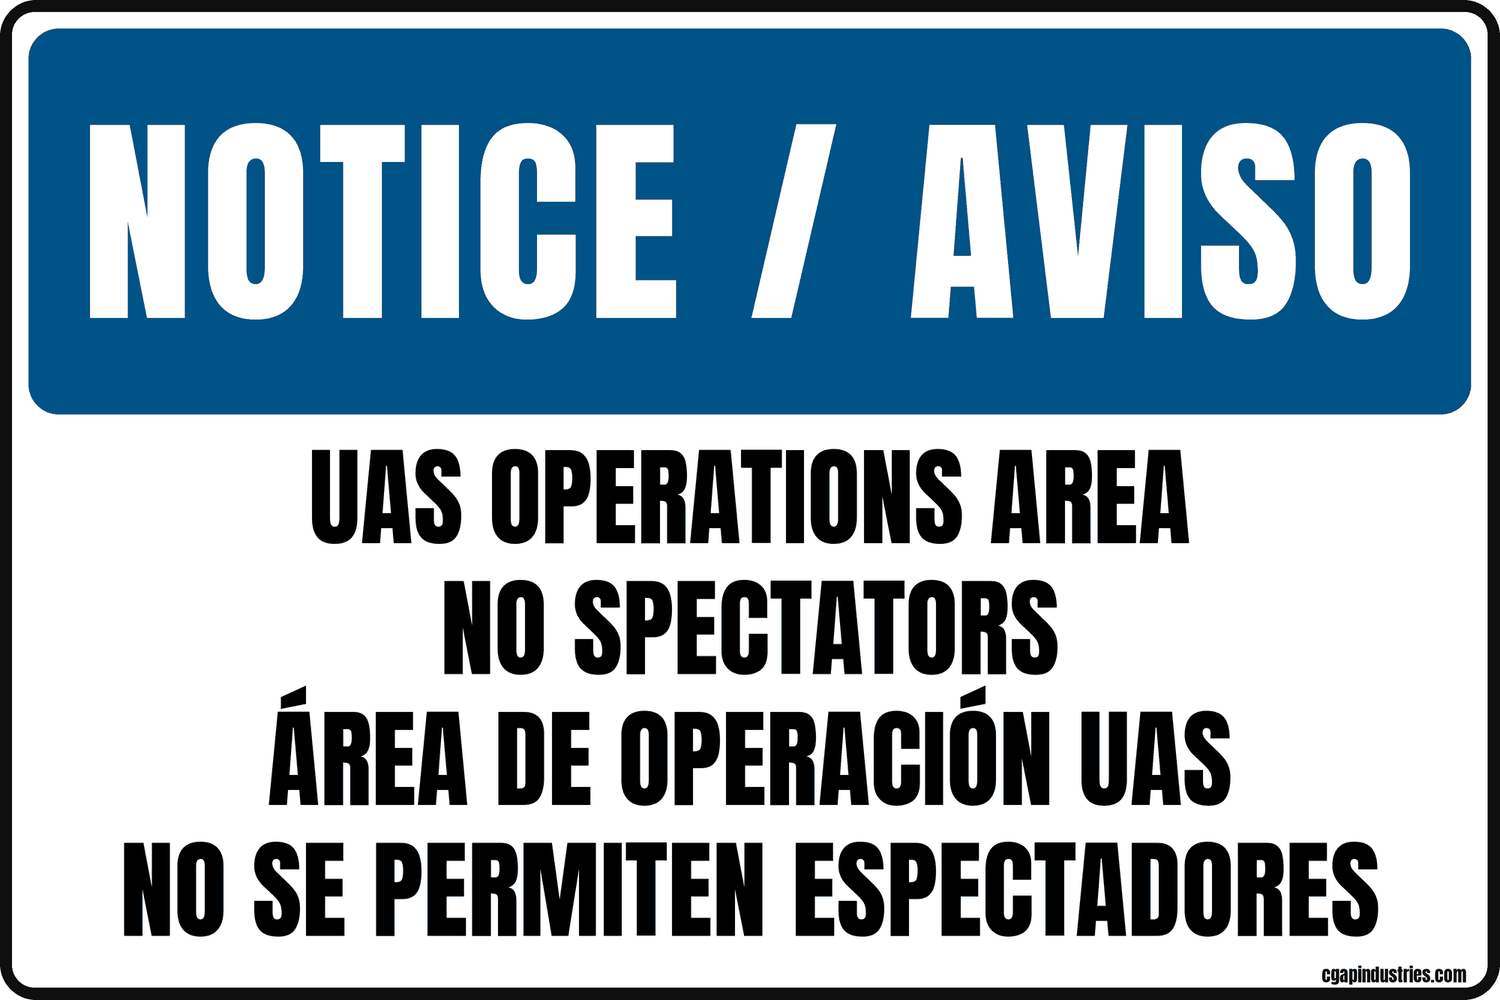 NOTICE / AVISO
UAS OPERATIONS AREA
NO SPECTATORS
ÁREA DE OPERACIÓN UAS
NO SE PERMITEN ESPECTADORES
cgapindustries.com